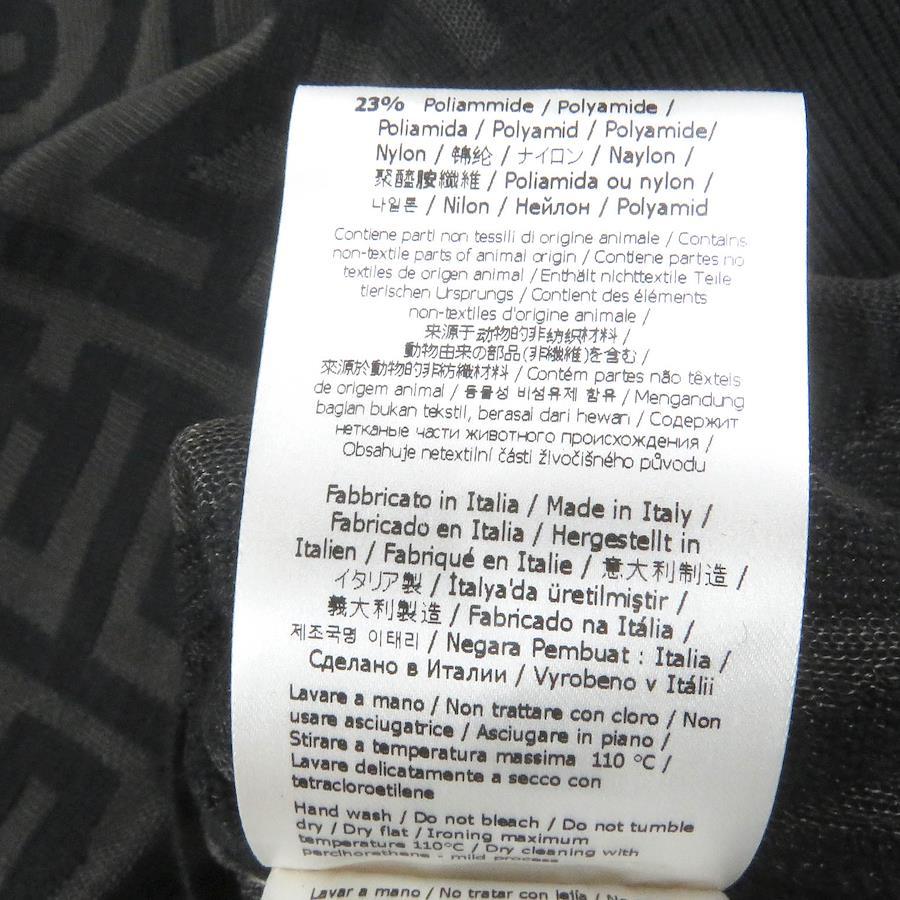 23% Poliammide / Polyamide /
Poliamida / Polyamid / Polyamide/
Nylon / 锦纶 / ナイロン / Naylon /
聚醯胺纖維 / Poliamida ou nylon /
나일론 / Nilon / Нейлон / Polyamid
Contiene parti non tessili di origine animale / Contains
non-textile parts of animal origin / Contiene partes no
textiles de origen animal / Enthält nichttextile Teile
tierischen Ursprungs / Contient des éléments
non-textiles d'origine animale /
来源于动物的非纺织材料 /
動物由来の部品(非繊維)を含む /
來源於動物的非紡織材料 / Contém partes não têxteis
de origem animal / 동물성 비섬유제 함유 / Mengandung
bagian bukan tekstil, berasal dari hewan / Содержит
нетканые части животного происхождения /
Obsahuje netextilní části živočišného původu
Fabbricato in Italia / Made in Italy /
Fabricado en Italia / Hergestellt in
Italien / Fabriqué en Italie / 意大利制造 /
イタリア製 / İtalya'da üretilmiştir /
義大利製造 / Fabricado na Itália /
제조국명 이태리 / Negara Pembuat : Italia /
Сделано в Италии / Vyrobeno v Itálii
Lavare a mano / Non trattare con cloro / Non
usare asciugatrice / Asciugare in piano /
Stirare a temperatura massima 110 °C /
Lavare delicatamente a secco con
tetracloroetilene
Hand wash / Do not bleach / Do not tumble
dry / Dry flat / Ironing maximum
temperature 110°C / Dry cleaning with
perchorethene - mild process
Lavar a mano / No tratar con lejía / No